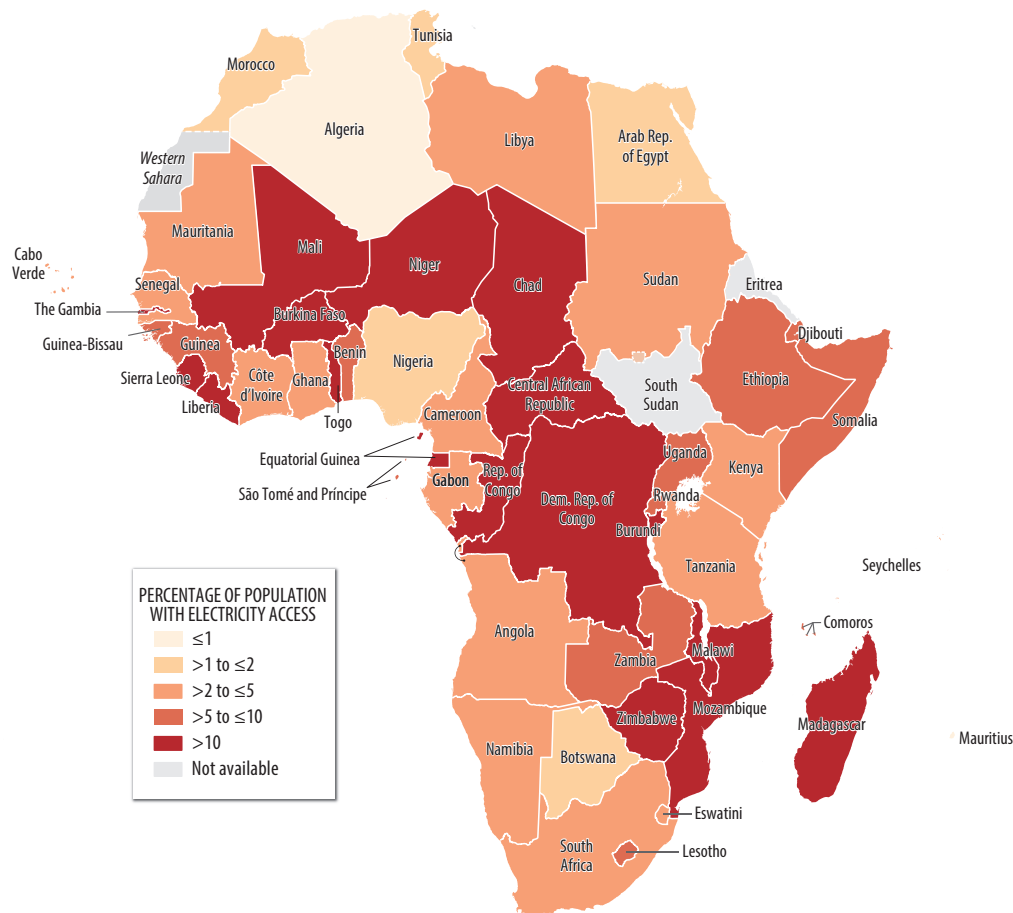 Tunisia
Morocco
Algeria
Libya
Arab Rep.
of Egypt
Western
Sahara
Mauritania
Mali
Niger
Chad
Sudan
Eritrea
Cabo
Verde
Senegal
The Gambia
Guinea-Bissau
Guinea
Burkina Faso
Benin
Nigeria
Djibouti
Sierra Leone
Côte
d'Ivoire
Ghana
Liberia
Togo
Cameroon
Central African
Republic
South
Sudan
Ethiopia
Somalia
Equatorial Guinea
São Tomé and Príncipe
Gabon
Rep. of
Congo
Dem. Rep. of
Congo
Uganda
Kenya
Rwanda
Burundi
Tanzania
Seychelles
PERCENTAGE OF POPULATION
WITH ELECTRICITY ACCESS
≤1
>1 to ≤2
>2 to ≤5
>5 to ≤10
>10
Not available
Angola
Zambia
Malawi
Comoros
Mozambique
Zimbabwe
Madagascar
Mauritius
Namibia
Botswana
Eswatini
South
Africa
Lesotho